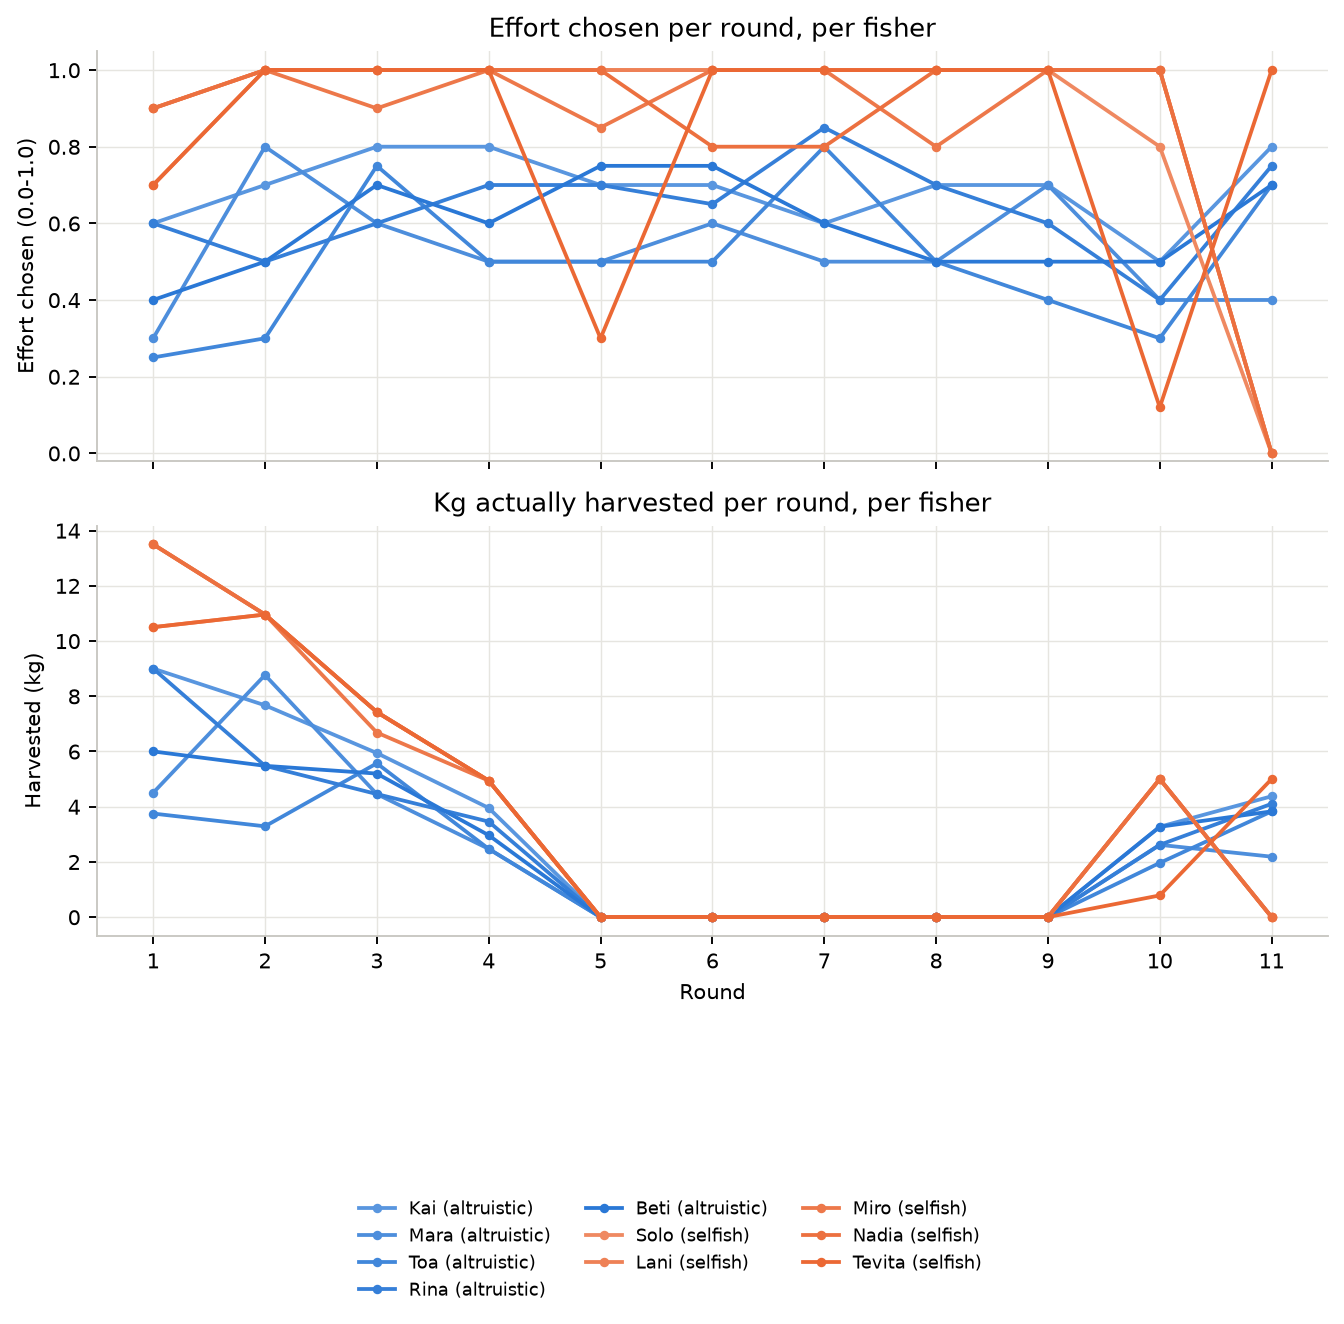 Effort chosen per round, per fisher
Effort chosen (0.0-1.0)
1.0
0.8
0.6
0.4
0.2
0.0
Kg actually harvested per round, per fisher
Harvested (kg)
14
12
10
8
6
4
2
0
1 2 3 4 5 6 7 8 9 10 11
Round
Kai (altruistic)
Mara (altruistic)
Toa (altruistic)
Rina (altruistic)
Beti (altruistic)
Solo (selfish)
Lani (selfish)
Miro (selfish)
Nadia (selfish)
Tevita (selfish)